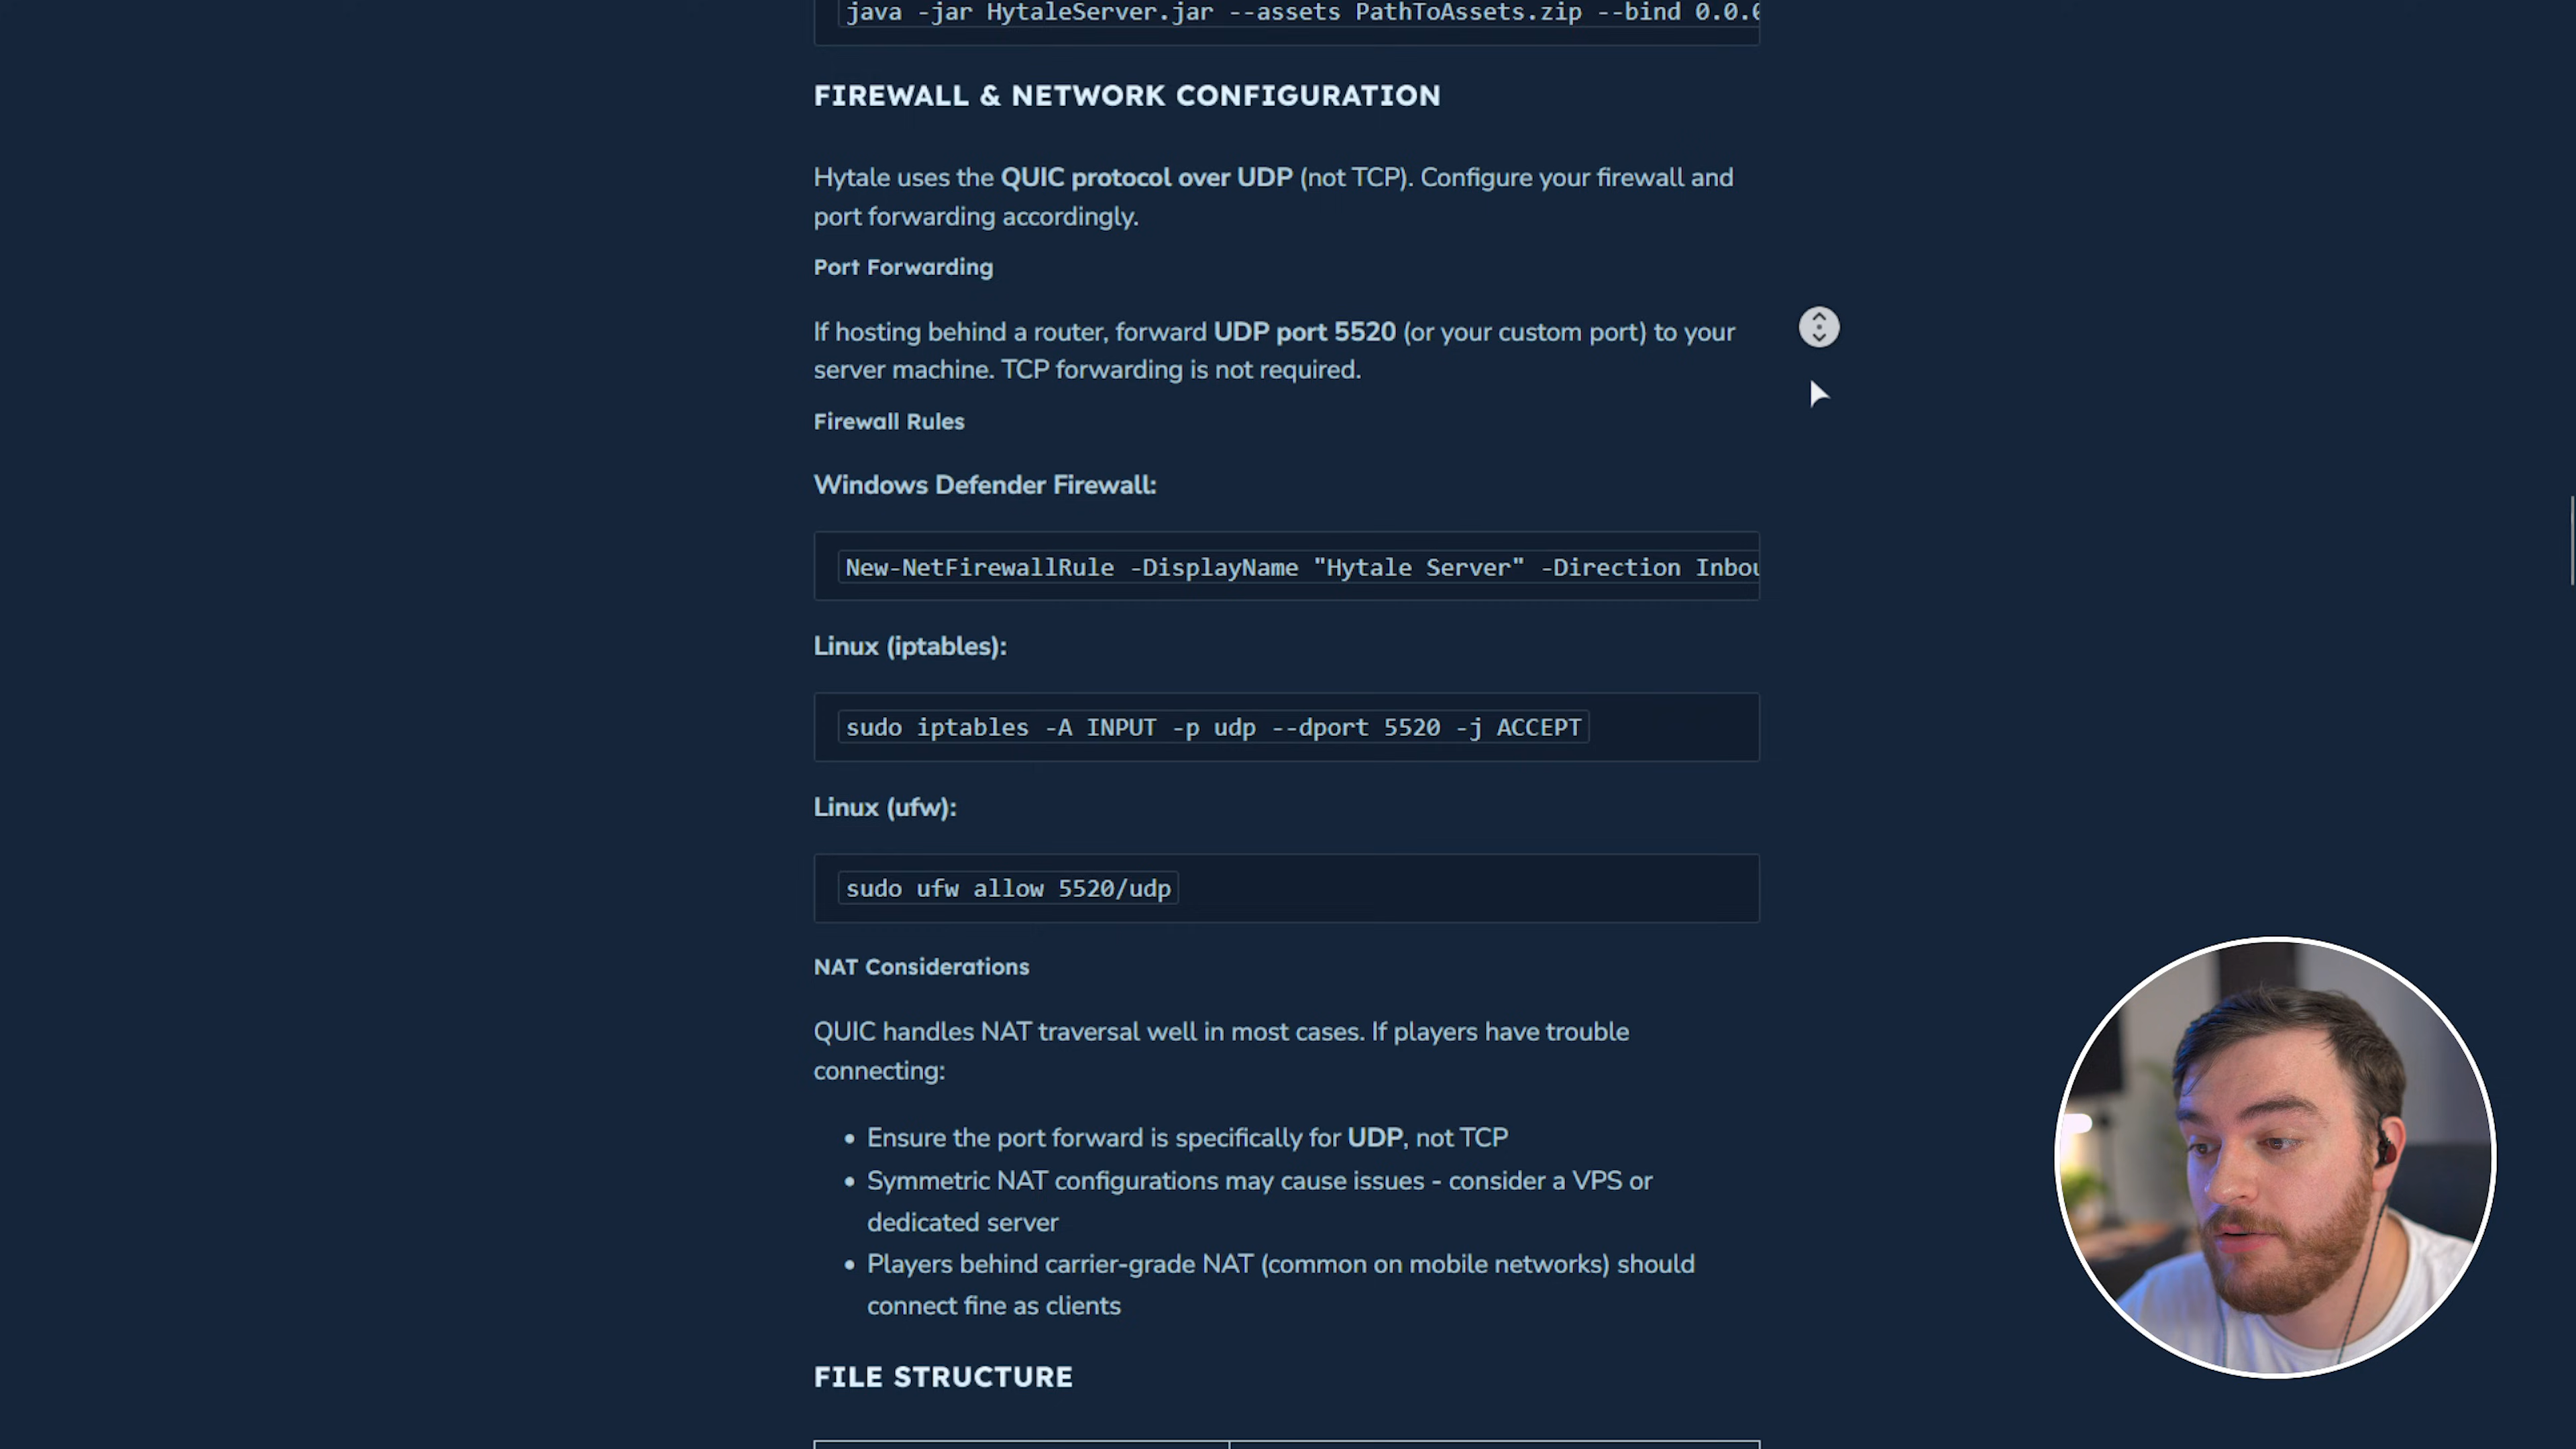 java -jar HytaleServer.jar --assets PathToAssets.zip --bind
FIREWALL & NETWORK CONFIGURATION
Hytale uses the QUIC protocol over UDP (not TCP). Configure your firewall and
port forwarding accordingly.
Port Forwarding
If hosting behind a router, forward UDP port 5520 (or your custom port) to your
server machine. TCP forwarding is not required.
Firewall Rules
Windows Defender Firewall:
New-NetFirewallRule -DisplayName "Hytale Server" -Direction
Linux (iptables):
sudo iptables -A INPUT -p udp --dport 5520 -j ACCEPT
Linux (ufw):
sudo ufw allow 5520/udp
NAT Considerations
QUIC handles NAT traversal well in most cases. If players have trouble
connecting:
• Ensure the port forward is specifically for UDP, not TCP
• Symmetric NAT configurations may cause issues - consider a VPS or
dedicated server
• Players behind carrier-grade NAT (common on mobile networks) should
connect fine as clients
FILE STRUCTURE